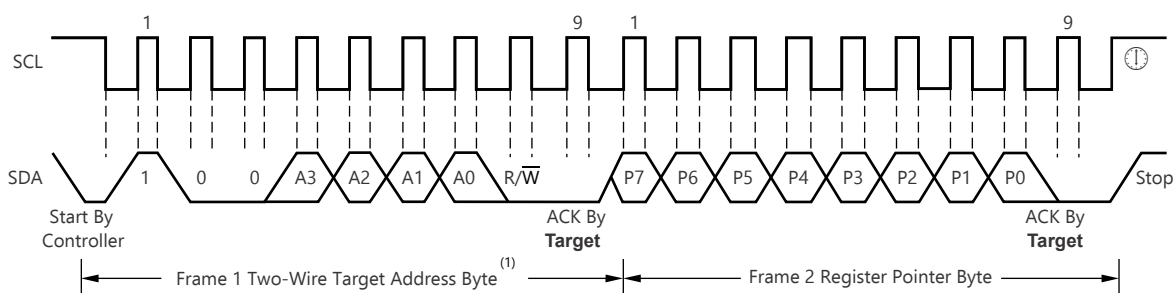 1 9 1 9
SCL
SDA 1 0 0 A3 A2 A1 A0 R/W̅ P7 P6 P5 P4 P3 P2 P1 P0 Stop
Start By ACK By ACK By
Controller Target Target
Frame 1 Two-Wire Target Address Byte (1) Frame 2 Register Pointer Byte